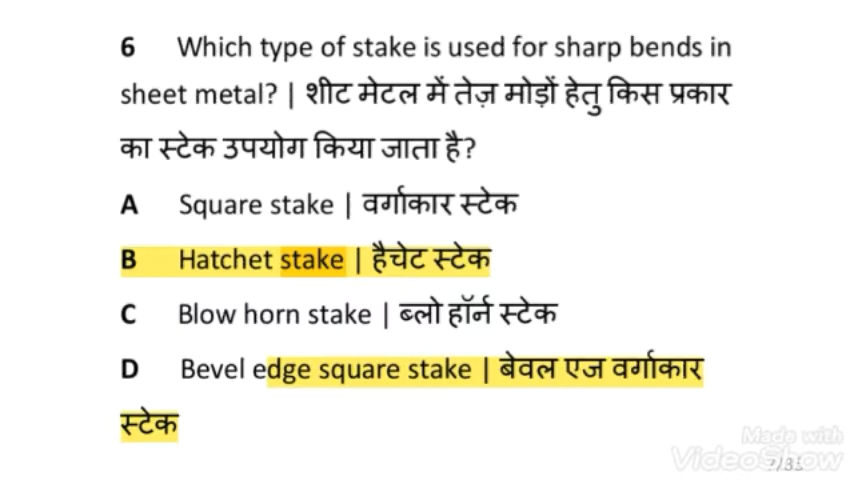 6 Which type of stake is used for sharp bends in
sheet metal? | शीट मेटल में तेज़ मोड़ों हेतु किस प्रकार
का स्टेक उपयोग किया जाता है?
A Square stake | वर्गाकार स्टेक
B Hatchet stake | हैचेट स्टेक
C Blow horn stake | ब्लो हॉर्न स्टेक
D Bevel edge square stake | बेवल एज वर्गाकार
स्टेक
Made with
VideoShow